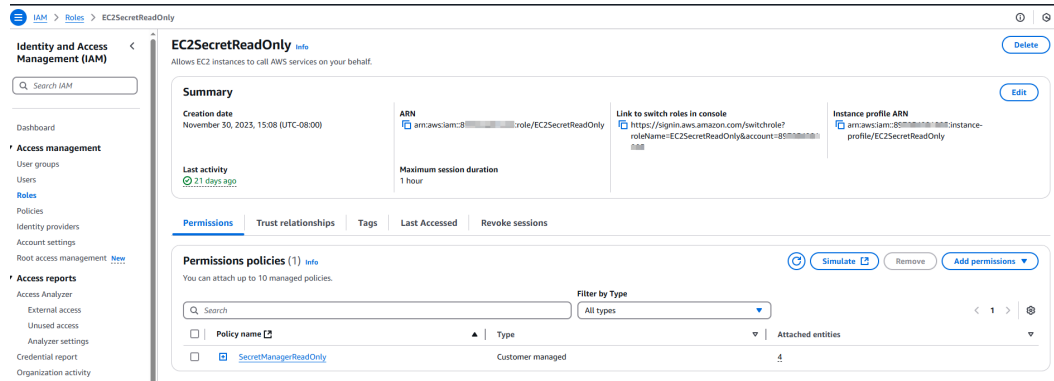 IAM > Roles > EC2SecretReadOnly
Identity and Access Management (IAM)
Search IAM
Dashboard
Access management
User groups
Users
Roles
Policies
Identity providers
Account settings
Root access management New
Access reports
Access Analyzer
External access
Unused access
Analyzer settings
Credential report
Organization activity
EC2SecretReadOnly Info
Delete
Allows EC2 instances to call AWS services on your behalf.
Summary
Edit
Creation date
November 30, 2023, 15:08 (UTC-08:00)
ARN
arn:aws:iam::8 :role/EC2SecretReadOnly
Link to switch roles in console
https://signin.aws.amazon.com/switchrole?
roleName=EC2SecretReadOnly&account=
Instance profile ARN
arn:aws:iam:: :instance-
profile/EC2SecretReadOnly
Last activity
21 days ago
Maximum session duration
1 hour
Permissions
Trust relationships
Tags
Last Accessed
Revoke sessions
Permissions policies (1) Info
Simulate
Remove
Add permissions
You can attach up to 10 managed policies.
Filter by Type
Search
All types
1
Policy name
Type
Attached entities
SecretManagerReadOnly
Customer managed
4